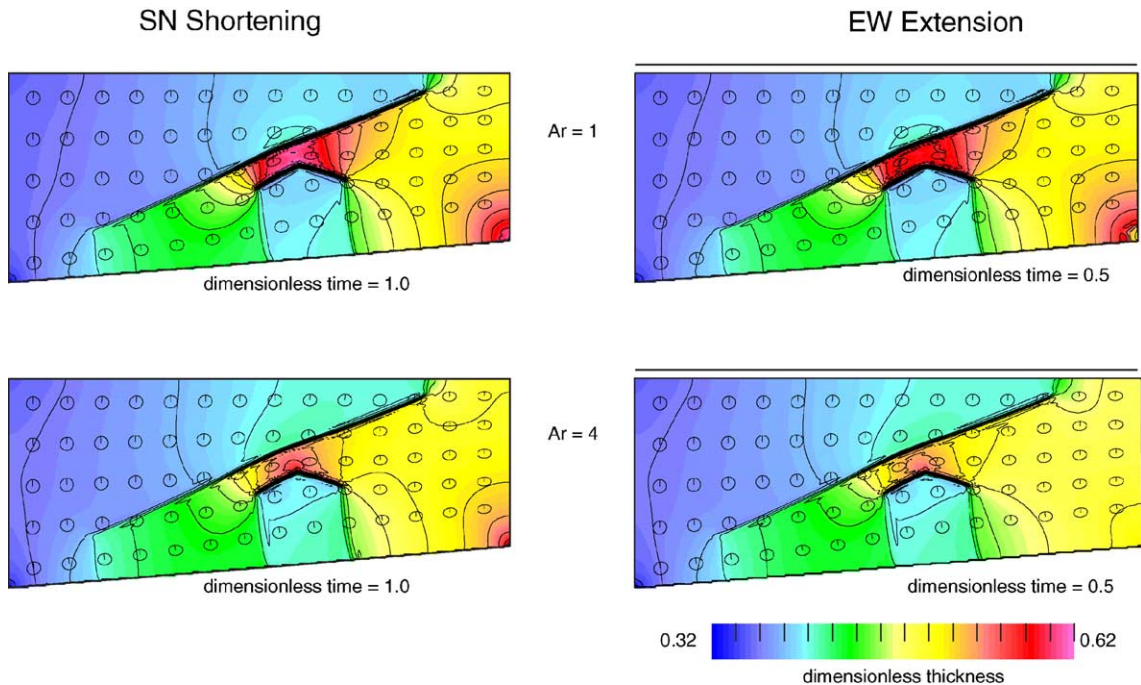 SN Shortening
EW Extension
Ar = 1
dimensionless time = 1.0
dimensionless time = 0.5
Ar = 4
dimensionless time = 1.0
dimensionless time = 0.5
0.32
0.62
dimensionless thickness